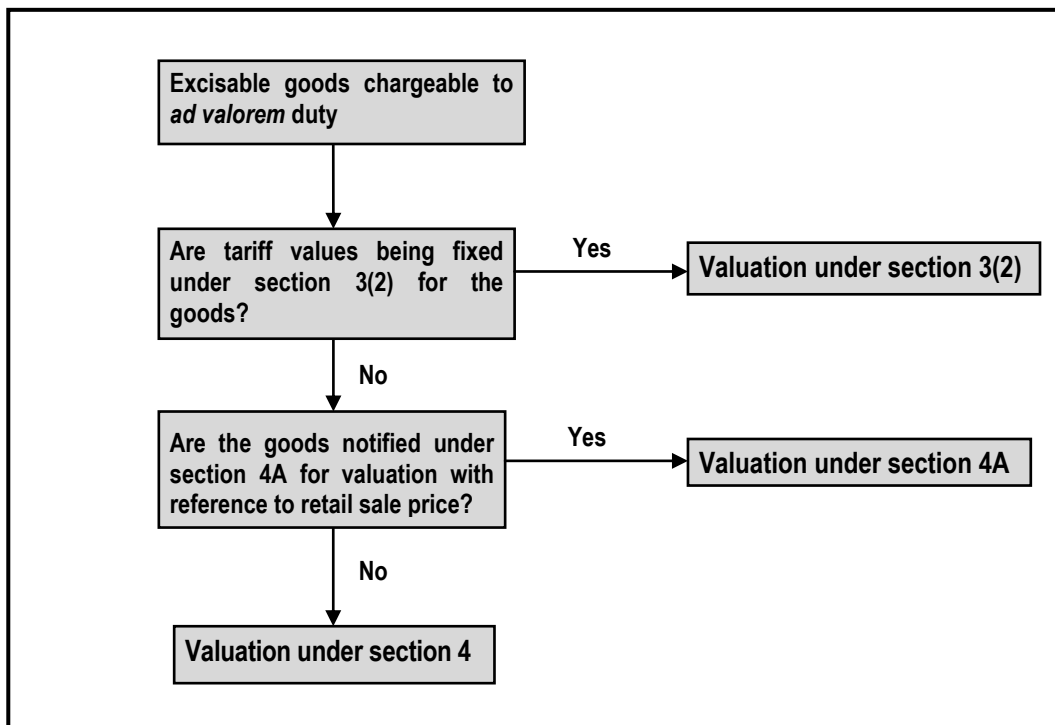 Excisable goods chargeable to
ad valorem duty
Are tariff values being fixed
under section 3(2) for the
goods?
Yes
Valuation under section 3(2)
No
Are the goods notified under
section 4A for valuation with
reference to retail sale price?
Yes
Valuation under section 4A
No
Valuation under section 4